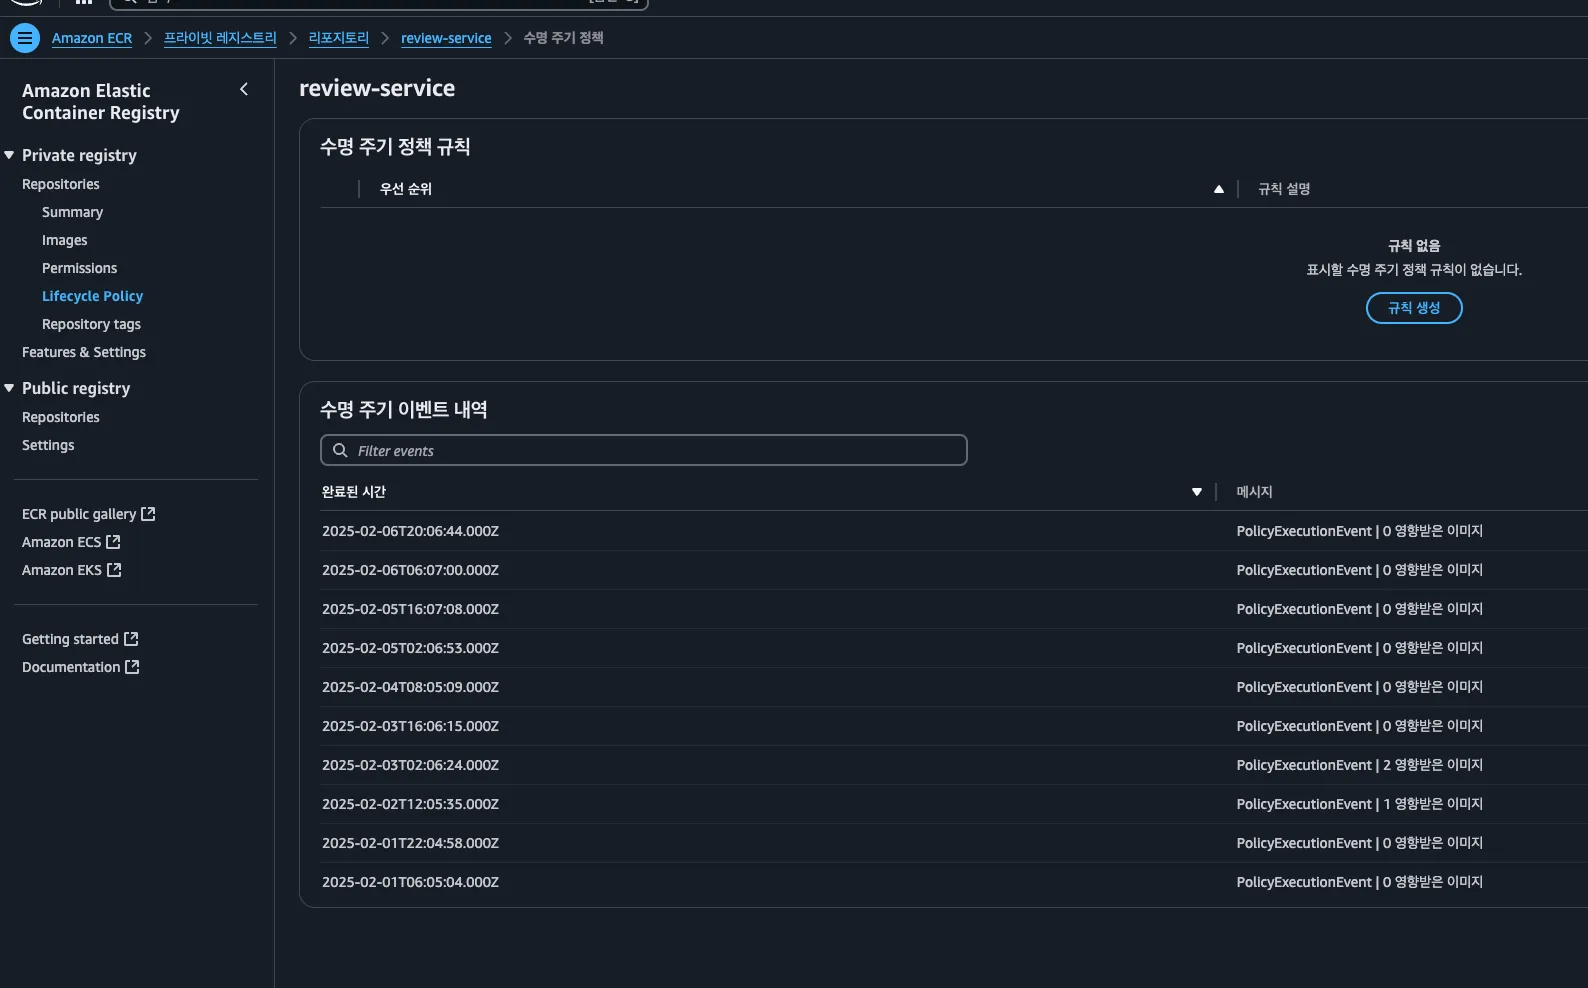 Amazon ECR > 프라이빗 레지스트리 > 리포지토리 > review-service > 수명 주기 정책
Amazon Elastic
Container Registry
Private registry
Repositories
Summary
Images
Permissions
Lifecycle Policy
Repository tags
Features & Settings
Public registry
Repositories
Settings
ECR public gallery
Amazon ECS
Amazon EKS
Getting started
Documentation
review-service
수명 주기 정책 규칙
우선 순위 규칙 설명
규칙 없음
표시할 수명 주기 정책 규칙이 없습니다.
규칙 생성
수명 주기 이벤트 내역
Filter events
완료된 시간 메시지
2025-02-06T20:06:44.000Z PolicyExecutionEvent | 0 영향받은 이미지
2025-02-06T06:07:00.000Z PolicyExecutionEvent | 0 영향받은 이미지
2025-02-05T16:07:08.000Z PolicyExecutionEvent | 0 영향받은 이미지
2025-02-05T02:06:53.000Z PolicyExecutionEvent | 0 영향받은 이미지
2025-02-04T08:05:09.000Z PolicyExecutionEvent | 0 영향받은 이미지
2025-02-03T16:06:15.000Z PolicyExecutionEvent | 0 영향받은 이미지
2025-02-03T02:06:24.000Z PolicyExecutionEvent | 2 영향받은 이미지
2025-02-02T12:05:35.000Z PolicyExecutionEvent | 1 영향받은 이미지
2025-02-01T22:04:58.000Z PolicyExecutionEvent | 0 영향받은 이미지
2025-02-01T06:05:04.000Z PolicyExecutionEvent | 0 영향받은 이미지